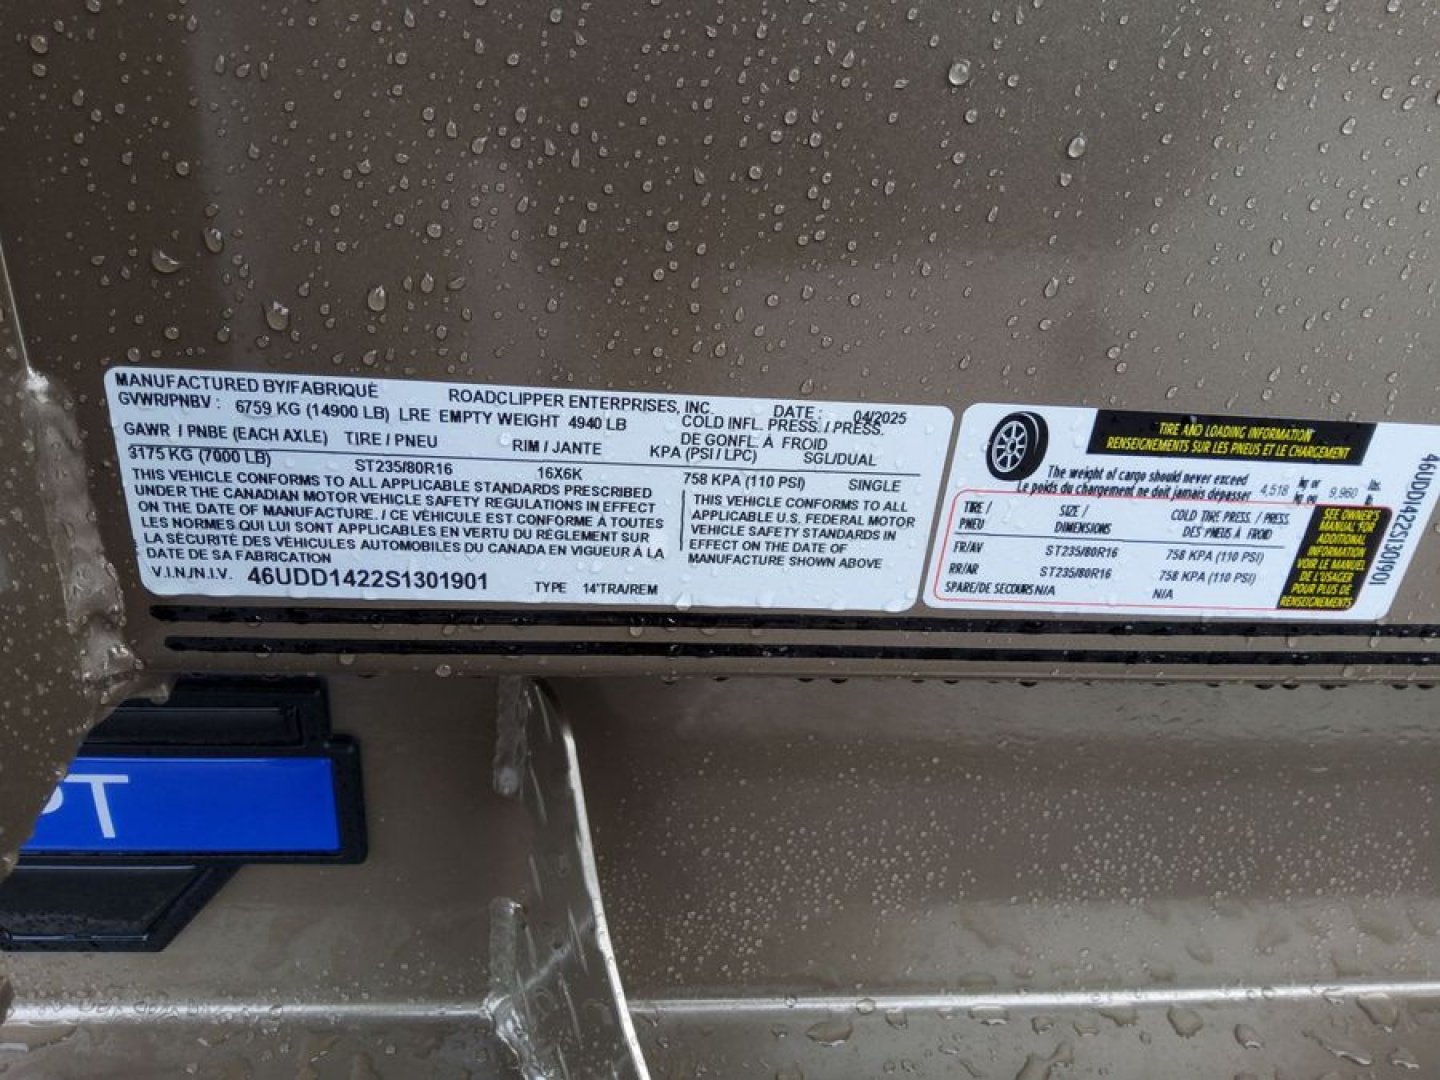 MANUFACTURED BY/FABRIQUÉ ROADCLIPPER ENTERPRISES, INC. DATE: 04/2025
GVWR/PNBV : 6759 KG (14900 LB) LRE EMPTY WEIGHT 4940 LB COLD INFL. PRESS./ PRESS.
DE GONFL. À FROID
GAWR / PNBE (EACH AXLE) TIRE / PNEU RIM / JANTE KPA (PSI / LPC) SGL/DUAL
3175 KG (7000 LB) ST235/80R16 16X6K 758 KPA (110 PSI) SINGLE
THIS VEHICLE CONFORMS TO ALL APPLICABLE STANDARDS PRESCRIBED
UNDER THE CANADIAN MOTOR VEHICLE SAFETY REGULATIONS IN EFFECT
ON THE DATE OF MANUFACTURE. / CE VÉHICULE EST CONFORME À TOUTES
LES NORMES QUI LUI SONT APPLICABLES EN VERTU DU RÈGLEMENT SUR
LA SÉCURITÉ DES VÉHICULES AUTOMOBILES DU CANADA EN VIGUEUR À LA
DATE DE SA FABRICATION
THIS VEHICLE CONFORMS TO ALL
APPLICABLE U.S. FEDERAL MOTOR
VEHICLE SAFETY STANDARDS IN
EFFECT ON THE DATE OF
MANUFACTURE SHOWN ABOVE
V.I.N./N.I.V. 46UDD1422S1301901 TYPE 14'TRA/REM
TIRE AND LOADING INFORMATION
RENSEIGNEMENTS SUR LES PNEUS ET LE CHARGEMENT
The weight of cargo should never exceed
Le poids du chargement ne doit jamais dépasser 4,518 kg or kg ou 9,960 lbs. lb
TIRE / PNEU SIZE / DIMENSIONS COLD TIRE PRESS. / PRESS. DES PNEUS À FROID
FR/AV ST235/80R16 758 KPA (110 PSI)
RR/AR ST235/80R16 758 KPA (110 PSI)
SPARE/DE SECOURS N/A N/A
SEE OWNER'S
MANUAL FOR
ADDITIONAL
INFORMATION
VOIR LE MANUEL
DE L'USAGER
POUR PLUS DE
RENSEIGNEMENTS
46UDD1422S1301901
PT